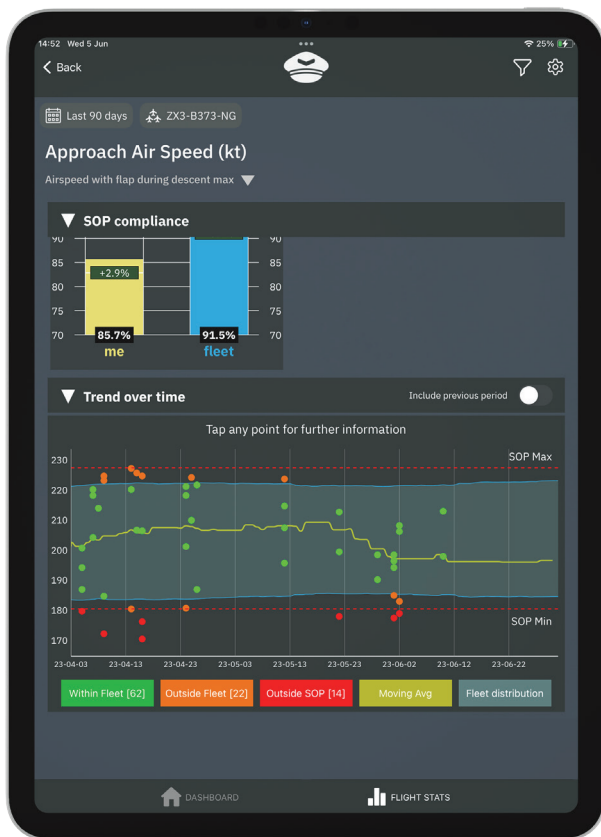 14:52 Wed 5 Jun
25%
Back
Last 90 days
ZX3-B373-NG
Approach Air Speed (kt)
Airspeed with flap during descent max
SOP compliance
90 90
85 85
+2.9%
80 80
75 75
70 85.7% 91.5% 70
me fleet
Trend over time
Include previous period
Tap any point for further information
230
SOP Max
220
210
200
190
180
SOP Min
170
23-04-03 23-04-13 23-04-23 23-05-03 23-05-13 23-05-23 23-06-02 23-06-12 23-06-22
Within Fleet [62] Outside Fleet [22] Outside SOP [14] Moving Avg Fleet distribution
DASHBOARD
FLIGHT STATS